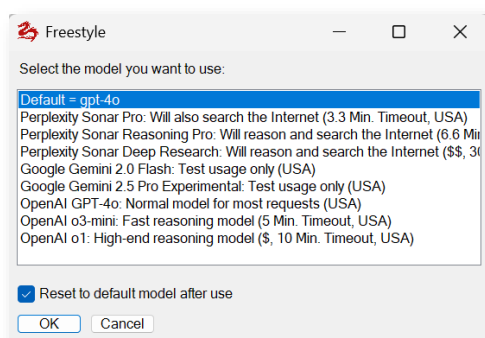 Freestyle
Select the model you want to use:
Default = gpt-4o
Perplexity Sonar Pro: Will also search the Internet (3.3 Min. Timeout, USA)
Perplexity Sonar Reasoning Pro: Will reason and search the Internet (6.6 Mi
Perplexity Sonar Deep Research: Will reason and search the Internet ($$, 3
Google Gemini 2.0 Flash: Test usage only (USA)
Google Gemini 2.5 Pro Experimental: Test usage only (USA)
OpenAI GPT-4o: Normal model for most requests (USA)
OpenAI o3-mini: Fast reasoning model (5 Min. Timeout, USA)
OpenAI o1: High-end reasoning model ($, 10 Min. Timeout, USA)
Reset to default model after use
OK Cancel